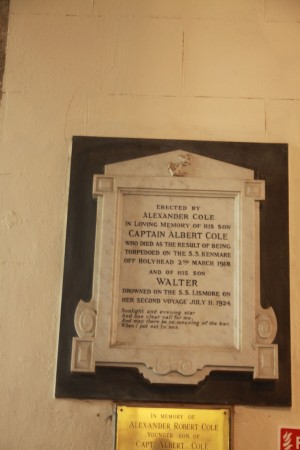 ERECTED BY
ALEXANDER COLE
IN LOVING MEMORY OF HIS SON
CAPTAIN ALBERT COLE
WHO DIED AS THE RESULT OF BEING
TORPEDOED ON THE S.S. KENMARE
OFF HOLYHEAD 2ND MARCH 1918
AND OF HIS SON
WALTER
DROWNED ON THE S.S. LISMORE ON
HER SECOND VOYAGE JULY 11. 1924.
Sunlight and evening star
And one clear call for me,
And may there be no moaning of the bar,
When I put out to sea.
IN MEMORY OF
ALEXANDER ROBERT COLE
YOUNGER SON OF
CAPT. ALBERT COLE